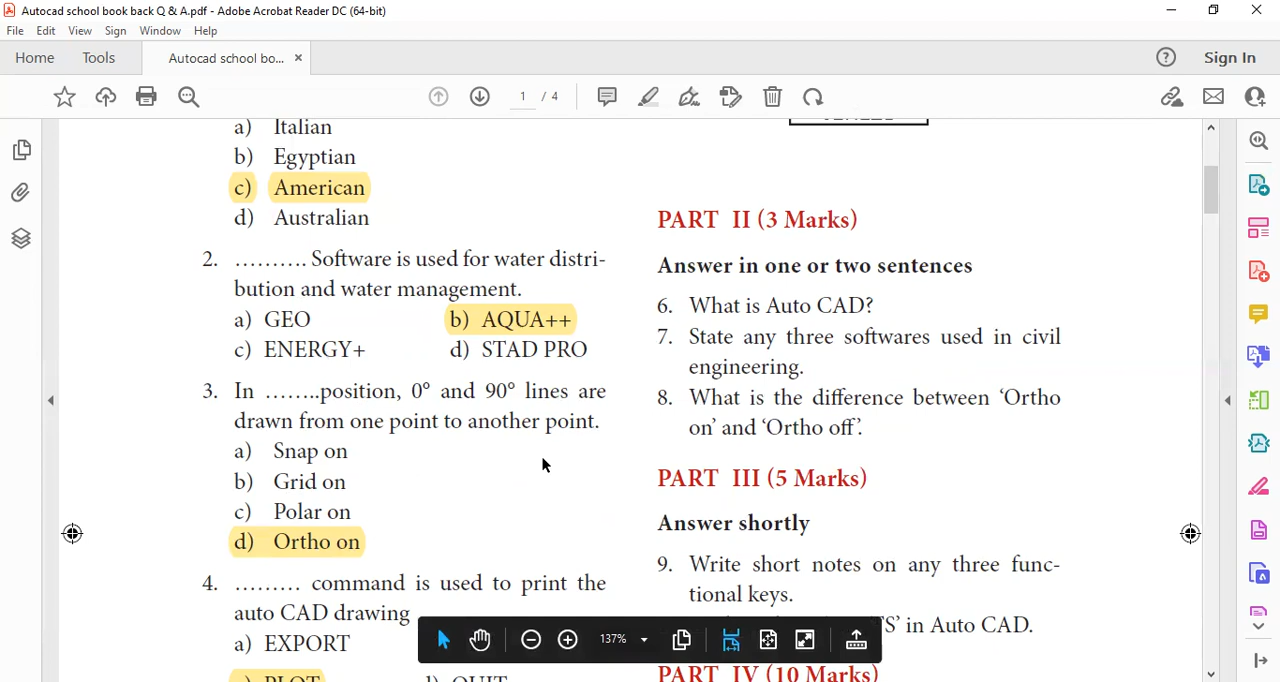 Autocad school book back Q & A.pdf - Adobe Acrobat Reader DC (64-bit)
File Edit View Sign Window Help
Home Tools Autocad school bo... × Sign In
1 / 4
a) Italian
b) Egyptian
c) American
d) Australian
2. .......... Software is used for water distri-
bution and water management.
a) GEO b) AQUA++
c) ENERGY+ d) STAD PRO
3. In ........position, 0° and 90° lines are
drawn from one point to another point.
a) Snap on
b) Grid on
c) Polar on
d) Ortho on
4. ......... command is used to print the
auto CAD drawing
a) EXPORT
c) PLOT d) QUIT
PART II (3 Marks)
Answer in one or two sentences
6. What is Auto CAD?
7. State any three softwares used in civil
engineering.
8. What is the difference between ‘Ortho
on’ and ‘Ortho off’.
PART III (5 Marks)
Answer shortly
9. Write short notes on any three func-
tional keys.
in Auto CAD.
PART IV (10 Marks)
137%